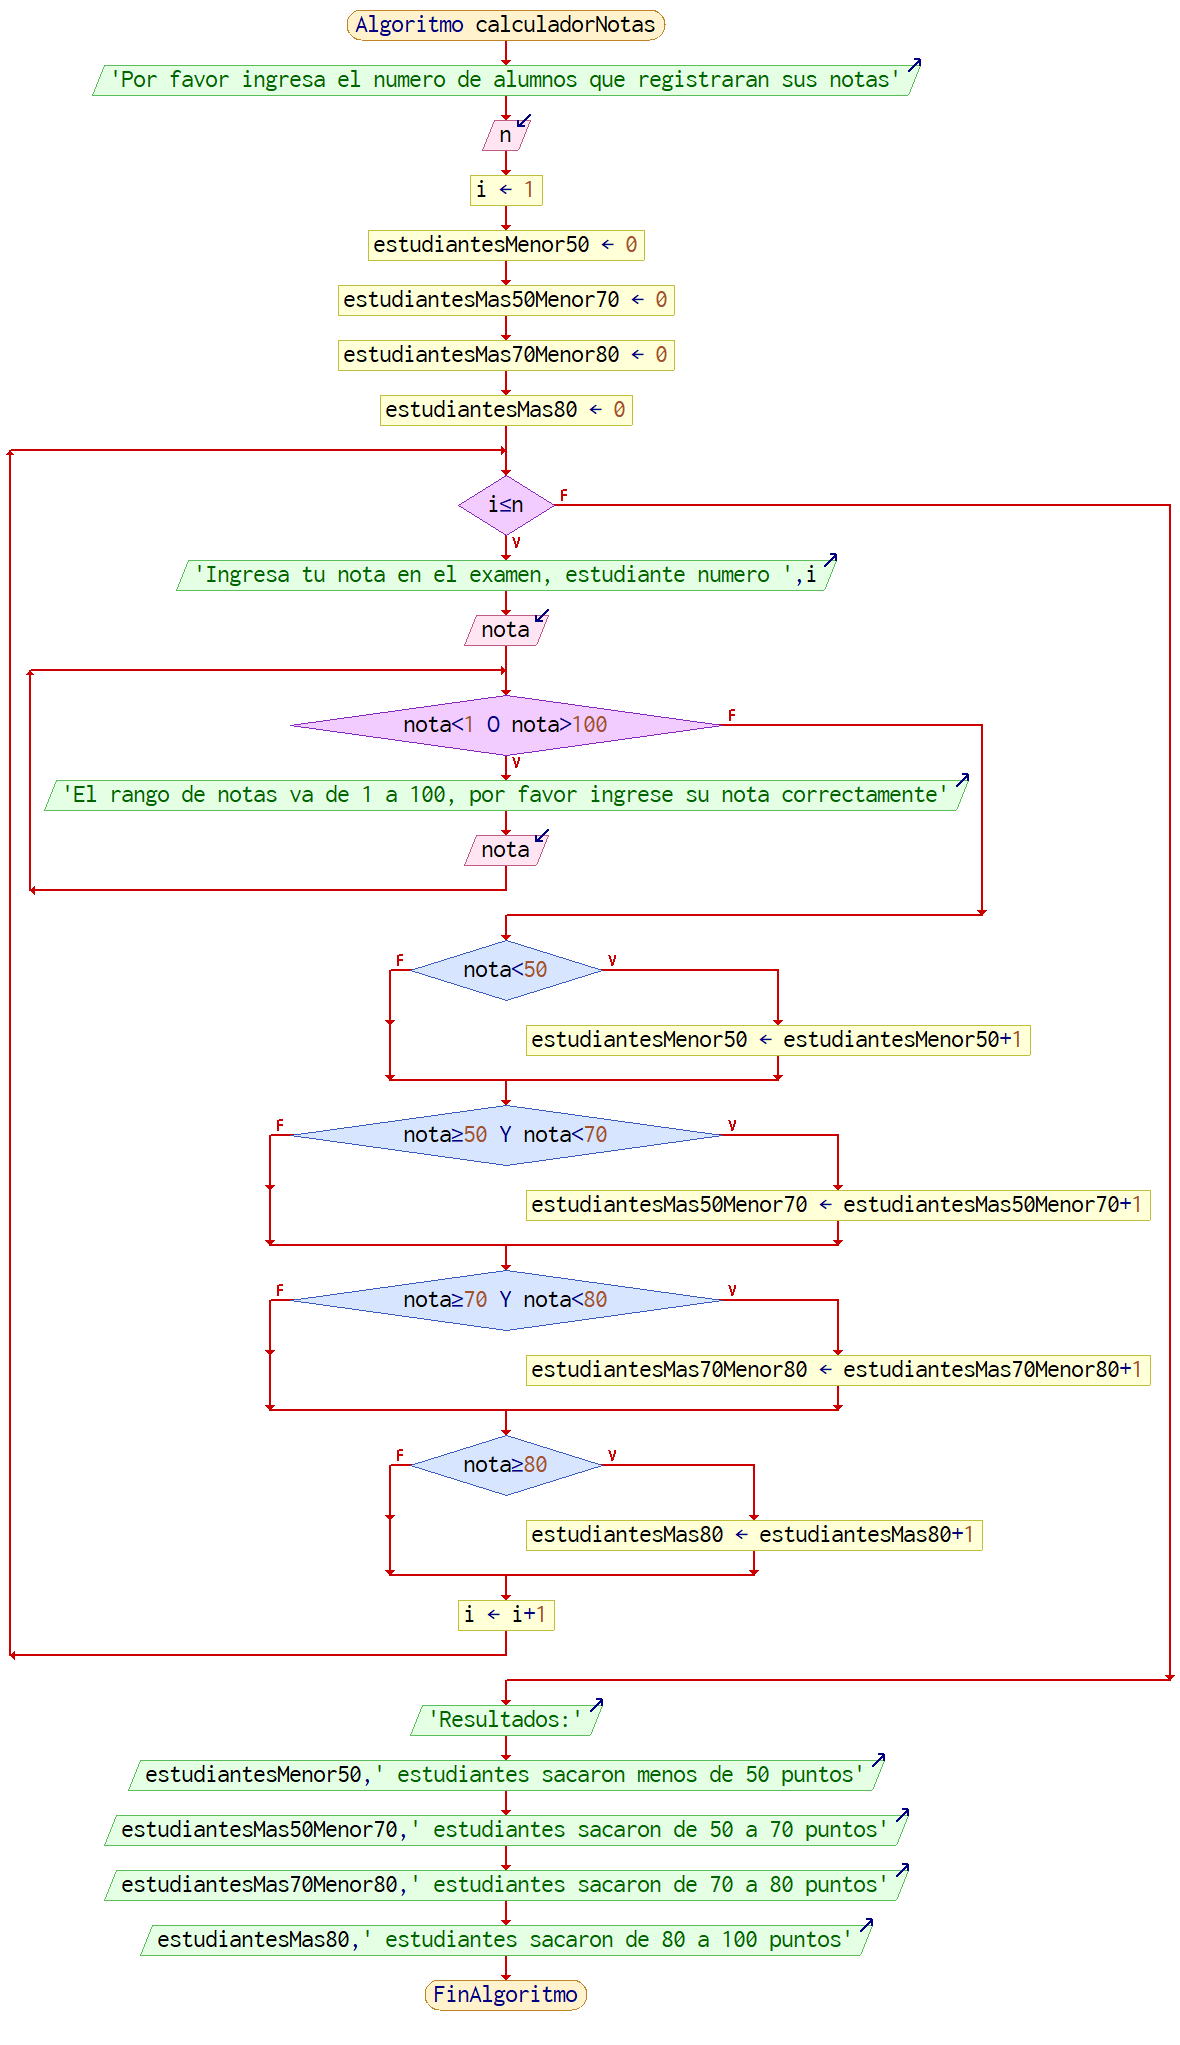 Algoritmo calculadorNotas
'Por favor ingresa el numero de alumnos que registraran sus notas'
n
i ← 1
estudiantesMenor50 ← 0
estudiantesMas50Menor70 ← 0
estudiantesMas70Menor80 ← 0
estudiantesMas80 ← 0
i≤n
F
V
'Ingresa tu nota en el examen, estudiante numero ',i
nota
nota<1 O nota>100
F
V
'El rango de notas va de 1 a 100, por favor ingrese su nota correctamente'
nota
F
nota<50
V
estudiantesMenor50 ← estudiantesMenor50+1
F
nota≥50 Y nota<70
V
estudiantesMas50Menor70 ← estudiantesMas50Menor70+1
F
nota≥70 Y nota<80
V
estudiantesMas70Menor80 ← estudiantesMas70Menor80+1
F
nota≥80
V
estudiantesMas80 ← estudiantesMas80+1
i ← i+1
'Resultados:'
estudiantesMenor50,' estudiantes sacaron menos de 50 puntos'
estudiantesMas50Menor70,' estudiantes sacaron de 50 a 70 puntos'
estudiantesMas70Menor80,' estudiantes sacaron de 70 a 80 puntos'
estudiantesMas80,' estudiantes sacaron de 80 a 100 puntos'
FinAlgoritmo